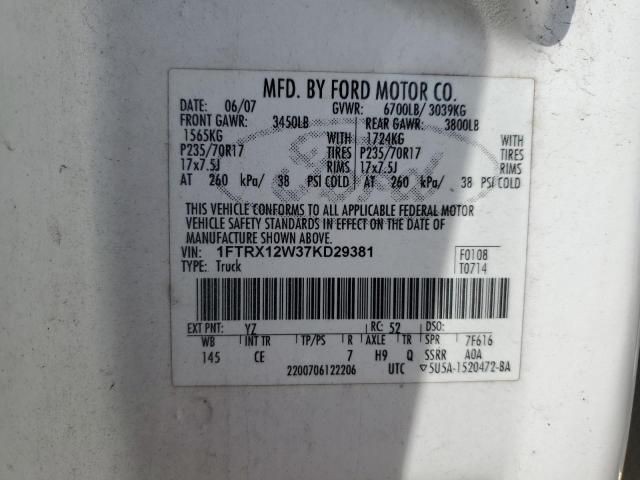 MFD. BY FORD MOTOR CO.
DATE: 06/07 GVWR: 6700LB/ 3039KG
FRONT GAWR: 3450LB REAR GAWR: 3800LB
1565KG WITH 1724KG WITH
P235/70R17 TIRES P235/70R17 TIRES
17x7.5J RIMS 17x7.5J RIMS
AT 260 kPa/ 38 PSI COLD AT 260 kPa/ 38 PSI COLD
Ford
THIS VEHICLE CONFORMS TO ALL APPLICABLE FEDERAL MOTOR
VEHICLE SAFETY STANDARDS IN EFFECT ON THE DATE OF
MANUFACTURE SHOWN ABOVE.
VIN: 1FTRX12W37KD29381 F0108
TYPE: Truck T0714
EXT PNT: YZ RC: 52 DSO:
WB INT TR TP/PS R AXLE TR SPR 7F616
145 CE 7 H9 Q SSRR A0A
2200706122206 UTC ▽5U5A-1520472-BA